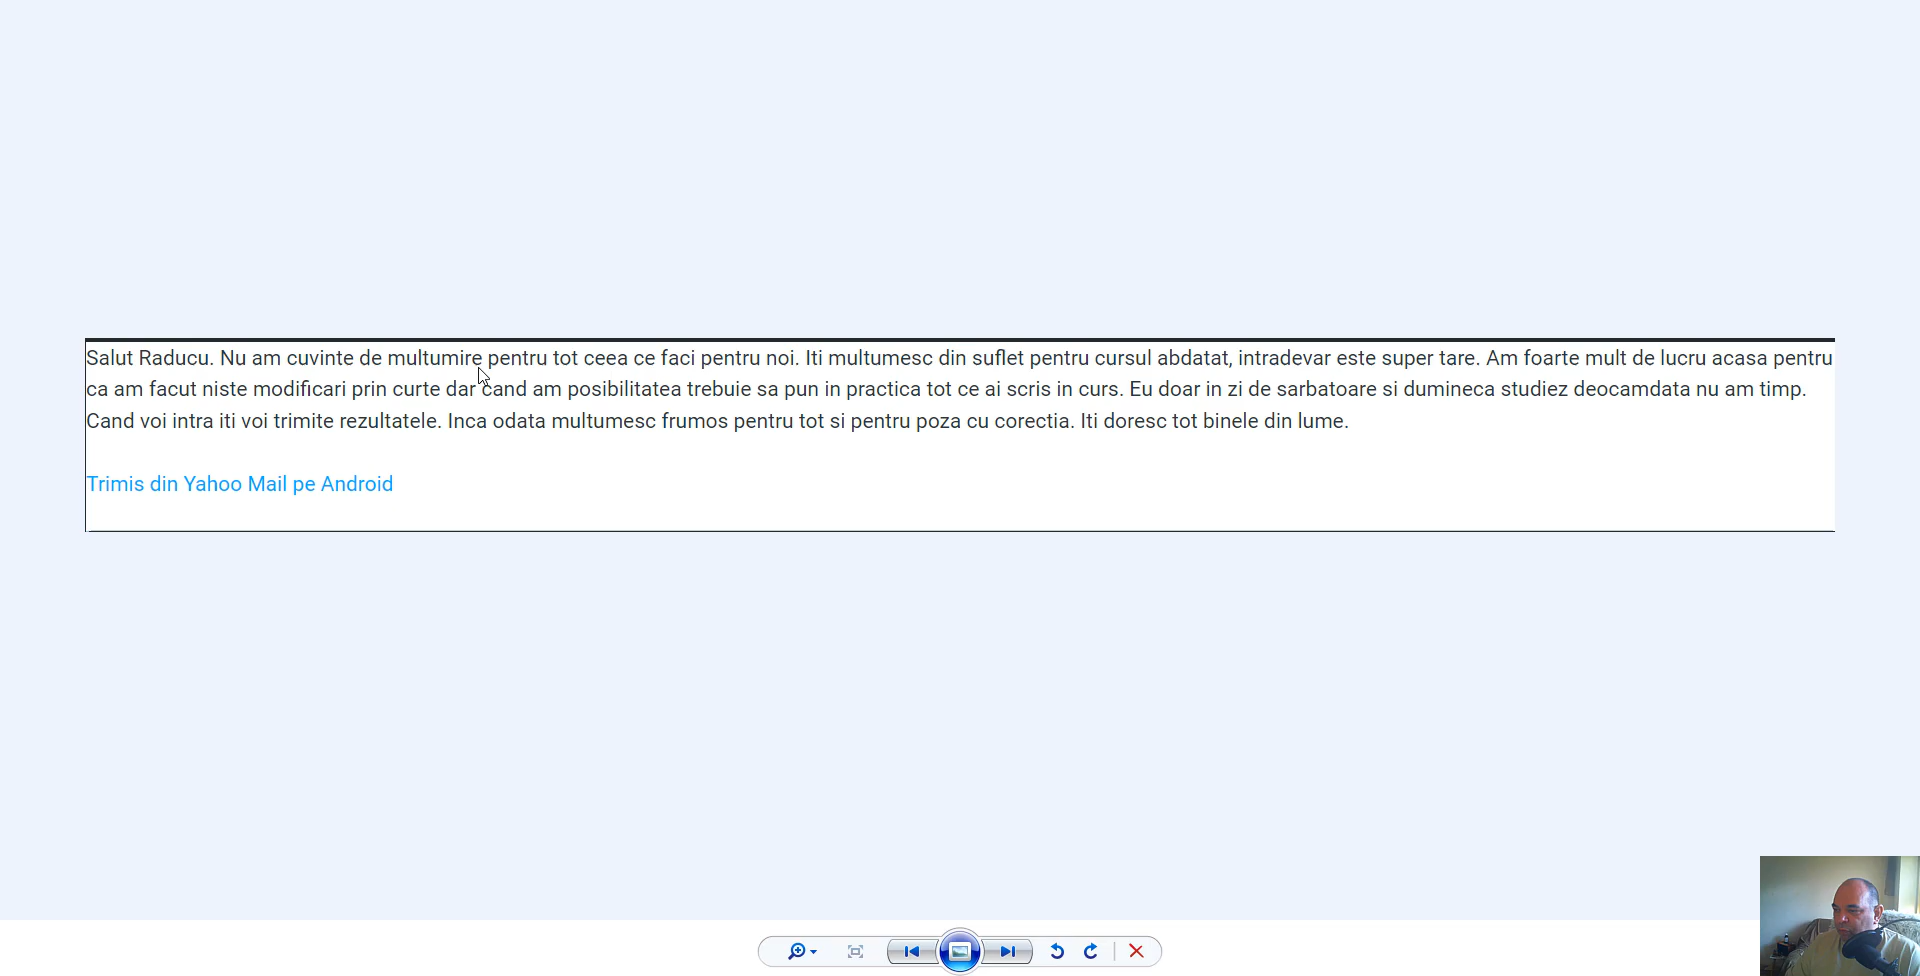 Salut Raducu. Nu am cuvinte de multumire pentru tot ceea ce faci pentru noi. Iti multumesc din suflet pentru cursul abdatat, intradevar este super tare. Am foarte mult de lucru acasa pentru
ca am facut niste modificari prin curte dar cand am posibilitatea trebuie sa pun in practica tot ce ai scris in curs. Eu doar in zi de sarbatoare si dumineca studiez deocamdata nu am timp.
Cand voi intra iti voi trimite rezultatele. Inca odata multumesc frumos pentru tot si pentru poza cu corectia. Iti doresc tot binele din lume.
Trimis din Yahoo Mail pe Android